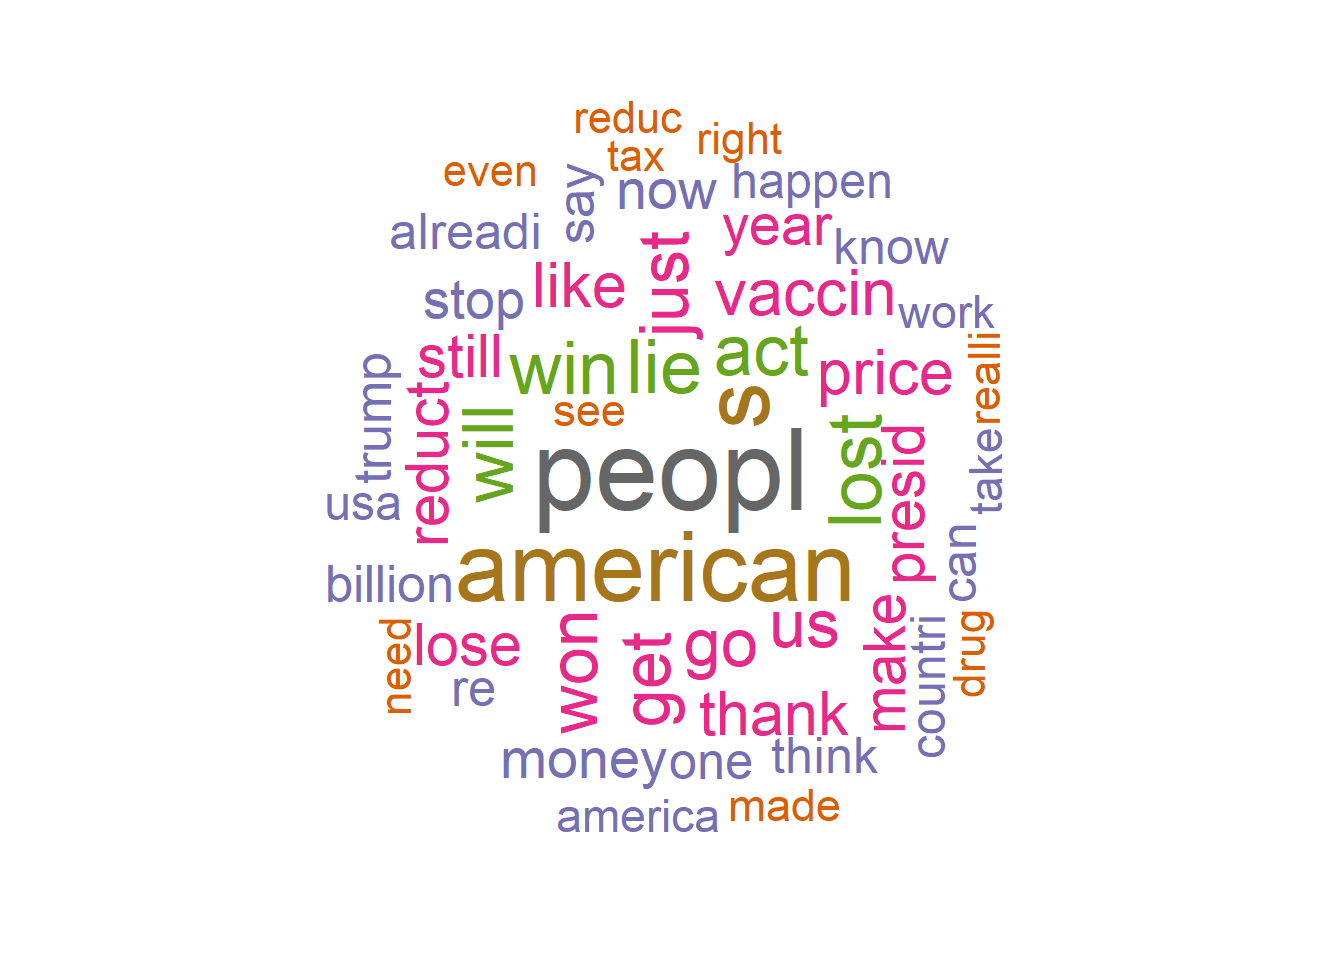 reduc
right
tax
even
say
now
happen
alreadi
year
know
just
like
stop
vaccin
work
still
win
lie
act
price
realli
trump
reduct
will
see
s
peopl
lost
presid
take
usa
american
billion
can
need
lose
re
won
get
go
us
make
countri
drug
thank
money
one
think
america
made